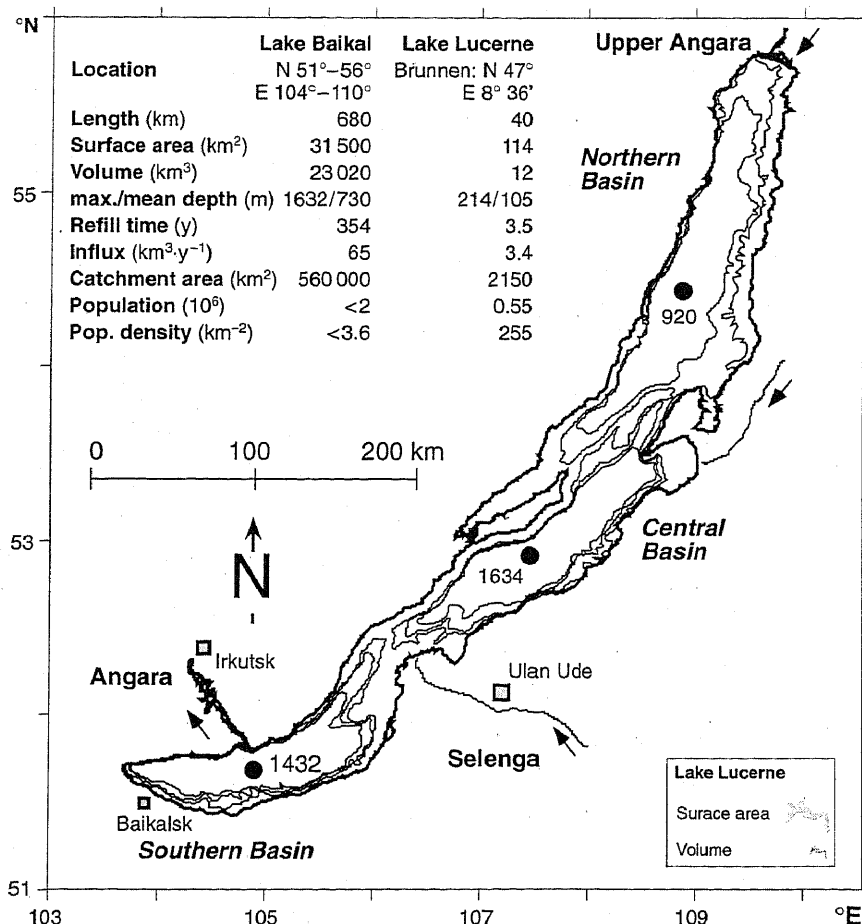 °N
Lake Baikal Lake Lucerne
Location N 51°–56° Brunnen: N 47°
E 104°–110° E 8° 36'
Length (km) 680 40
Surface area (km²) 31 500 114
Volume (km³) 23 020 12
max./mean depth (m) 1632/730 214/105
Refill time (y) 354 3.5
Influx (km³·y⁻¹) 65 3.4
Catchment area (km²) 560 000 2150
Population (10⁶) <2 0.55
Pop. density (km⁻²) <3.6 255
Upper Angara
Northern
Basin
55
920
0 100 200 km
N
53
Central
Basin
1634
Irkutsk
Angara
Ulan Ude
Selenga
1432
Baikalsk
Southern Basin
Lake Lucerne
Surace area
Volume
51
103 105 107 109 °E